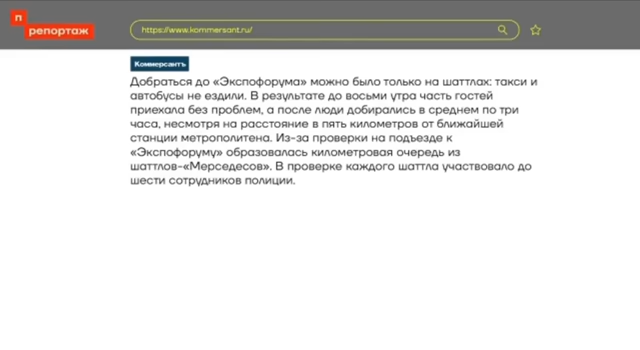 п
репортаж
https://www.kommersant.ru/
Коммерсантъ
Добраться до «Экспофорума» можно было только на шаттлах: такси и
автобусы не ездили. В результате до восьми утра часть гостей
приехала без проблем, а после люди добирались в среднем по три
часа, несмотря на расстояние в пять километров от ближайшей
станции метрополитена. Из-за проверки на подъезде к
«Экспофоруму» образовалась километровая очередь из
шаттлов-«Мерседесов». В проверке каждого шаттла участвовало до
шести сотрудников полиции.